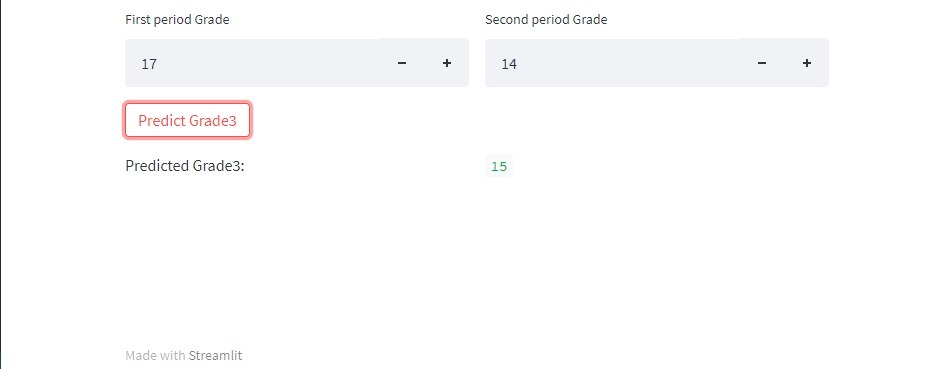 First period Grade Second period Grade
17 − + 14 − +
Predict Grade3
Predicted Grade3: 15
Made with Streamlit